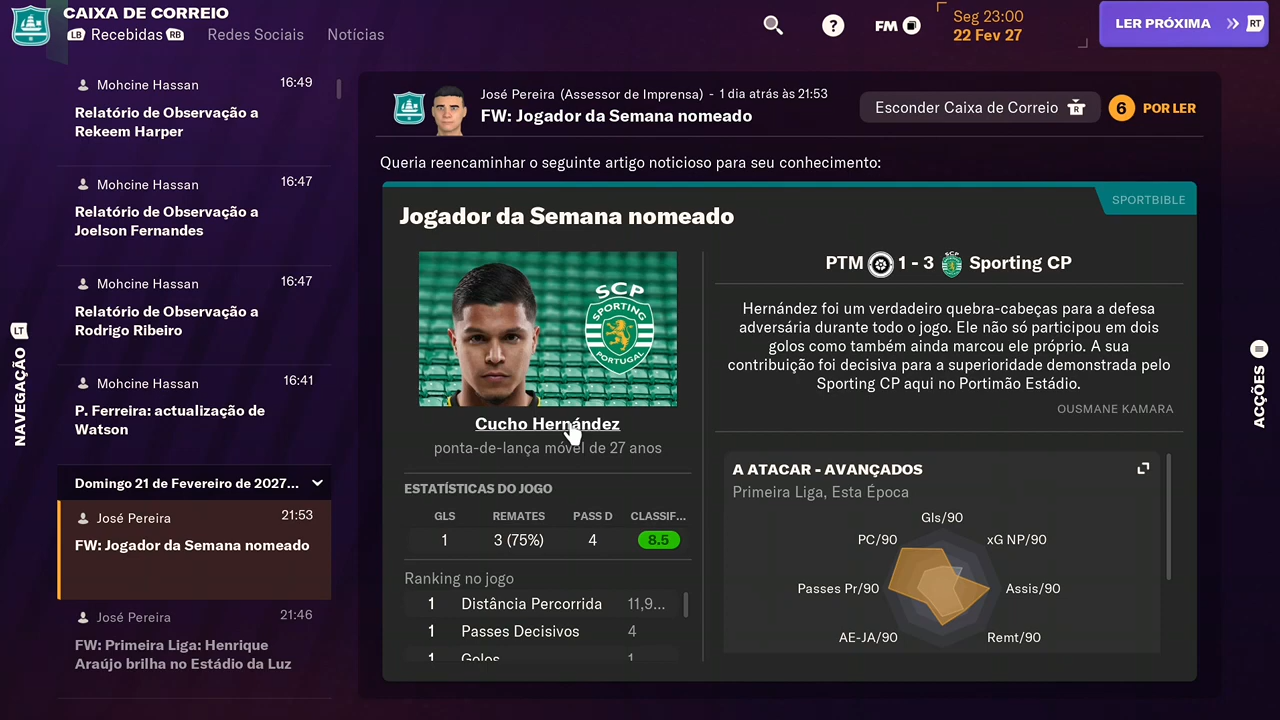 CAIXA DE CORREIO
LB Recebidas RB Redes Sociais Notícias
FM
Seg 23:00
22 Fev 27
LER PRÓXIMA RT
Mohcine Hassan 16:49
Relatório de Observação a
Rekeem Harper
Mohcine Hassan 16:47
Relatório de Observação a
Joelson Fernandes
Mohcine Hassan 16:47
Relatório de Observação a
Rodrigo Ribeiro
Mohcine Hassan 16:41
P. Ferreira: actualização de
Watson
Domingo 21 de Fevereiro de 2027...
José Pereira 21:53
FW: Jogador da Semana nomeado
José Pereira 21:46
FW: Primeira Liga: Henrique
Araújo brilha no Estádio da Luz
LT NAVEGAÇÃO
José Pereira (Assessor de Imprensa) - 1 dia atrás às 21:53
FW: Jogador da Semana nomeado
Esconder Caixa de Correio R
6 POR LER
Queria reencaminhar o seguinte artigo noticioso para seu conhecimento:
SPORTBIBLE
Jogador da Semana nomeado
SCP
SPORTING
PORTUGAL
Cucho Hernández
ponta-de-lança móvel de 27 anos
ESTATÍSTICAS DO JOGO
GLS REMATES PASS D CLASSIF...
1 3 (75%) 4 8.5
Ranking no jogo
1 Distância Percorrida 11,9...
1 Passes Decisivos 4
1 Golos 1
PTM 1 - 3 Sporting CP
Hernández foi um verdadeiro quebra-cabeças para a defesa
adversária durante todo o jogo. Ele não só participou em dois
golos como também ainda marcou ele próprio. A sua
contribuição foi decisiva para a superioridade demonstrada pelo
Sporting CP aqui no Portimão Estádio.
OUSMANE KAMARA
A ATACAR - AVANÇADOS
Primeira Liga, Esta Época
Gls/90
PC/90 xG NP/90
Passes Pr/90 Assis/90
AE-JA/90 Remt/90
ACÇÕES